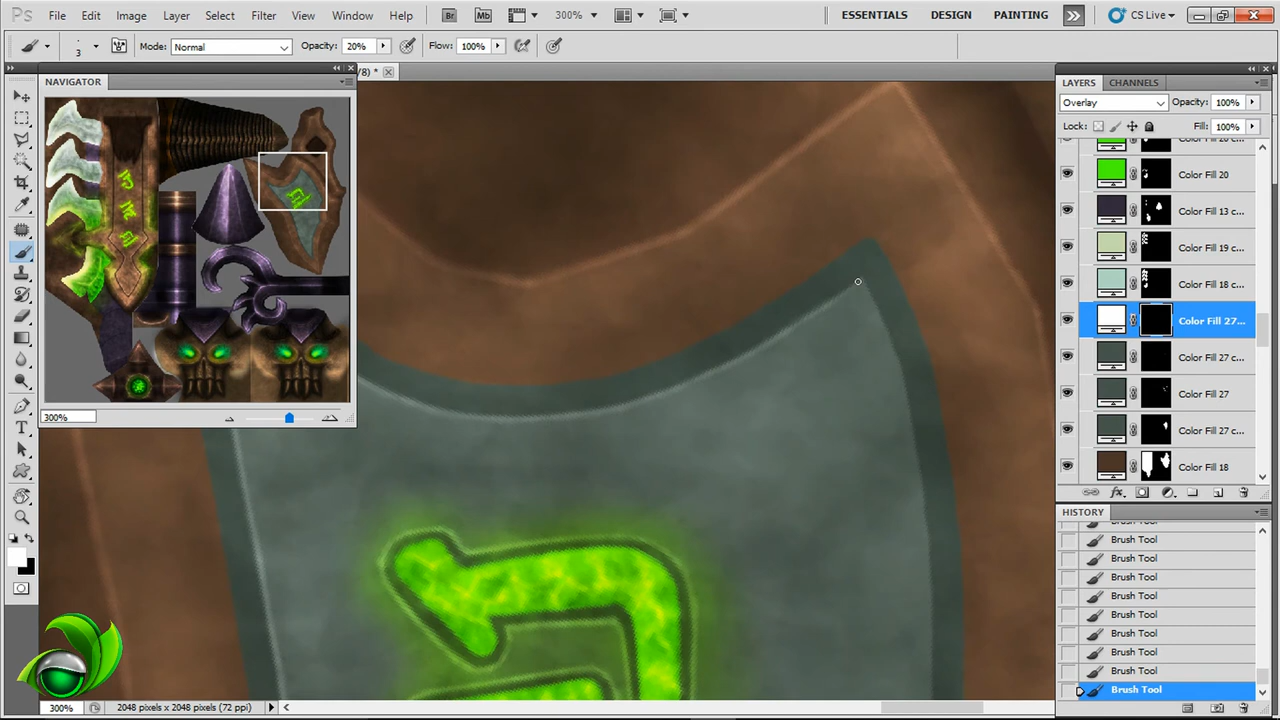 Ps File Edit Image Layer Select Filter View Window Help Br Mb 300% ESSENTIALS DESIGN PAINTING CS Live
3 Mode: Normal Opacity: 20% Flow: 100%
NAVIGATOR
/8) *
300%
LAYERS CHANNELS
Overlay Opacity: 100%
Lock: Fill: 100%
Color Fill 20
Color Fill 13 c...
Color Fill 19 c...
Color Fill 18 c...
Color Fill 27...
Color Fill 27 c...
Color Fill 27
Color Fill 27 c...
Color Fill 18
HISTORY
Brush Tool
Brush Tool
Brush Tool
Brush Tool
Brush Tool
Brush Tool
Brush Tool
Brush Tool
Brush Tool
300% 2048 pixels x 2048 pixels (72 ppi)